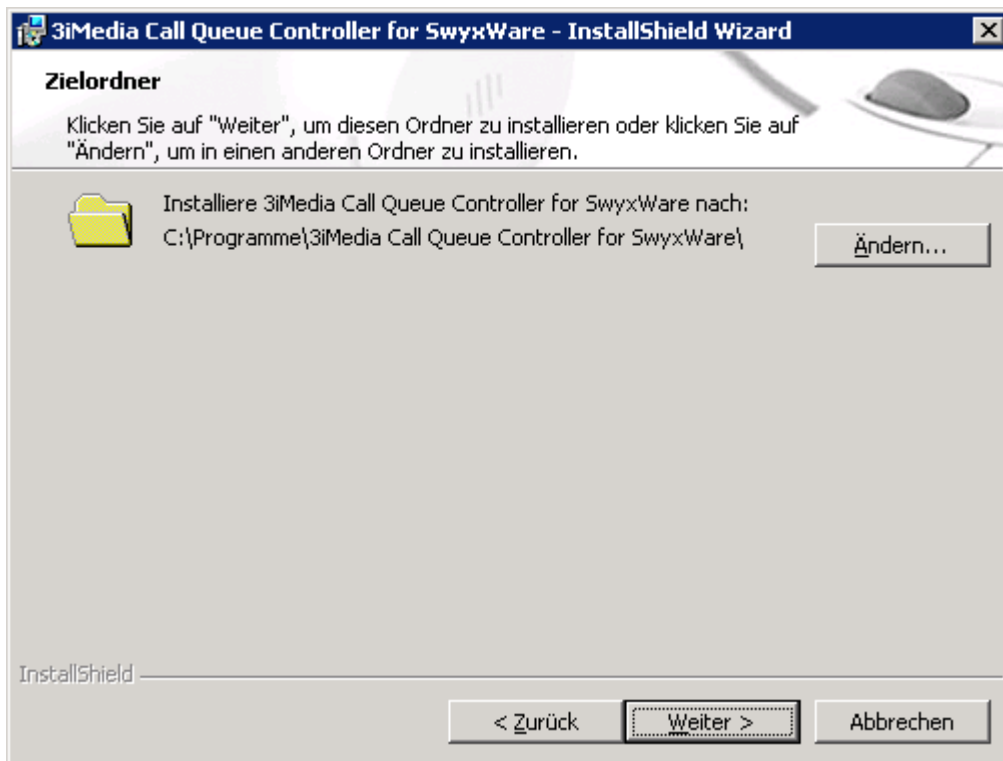 3iMedia Call Queue Controller for SwyxWare - InstallShield Wizard
Zielordner
Klicken Sie auf "Weiter", um diesen Ordner zu installieren oder klicken Sie auf
"Ändern", um in einen anderen Ordner zu installieren.
Installiere 3iMedia Call Queue Controller for SwyxWare nach:
C:\Programme\3iMedia Call Queue Controller for SwyxWare\
Ändern...
InstallShield
< Zurück
Weiter >
Abbrechen